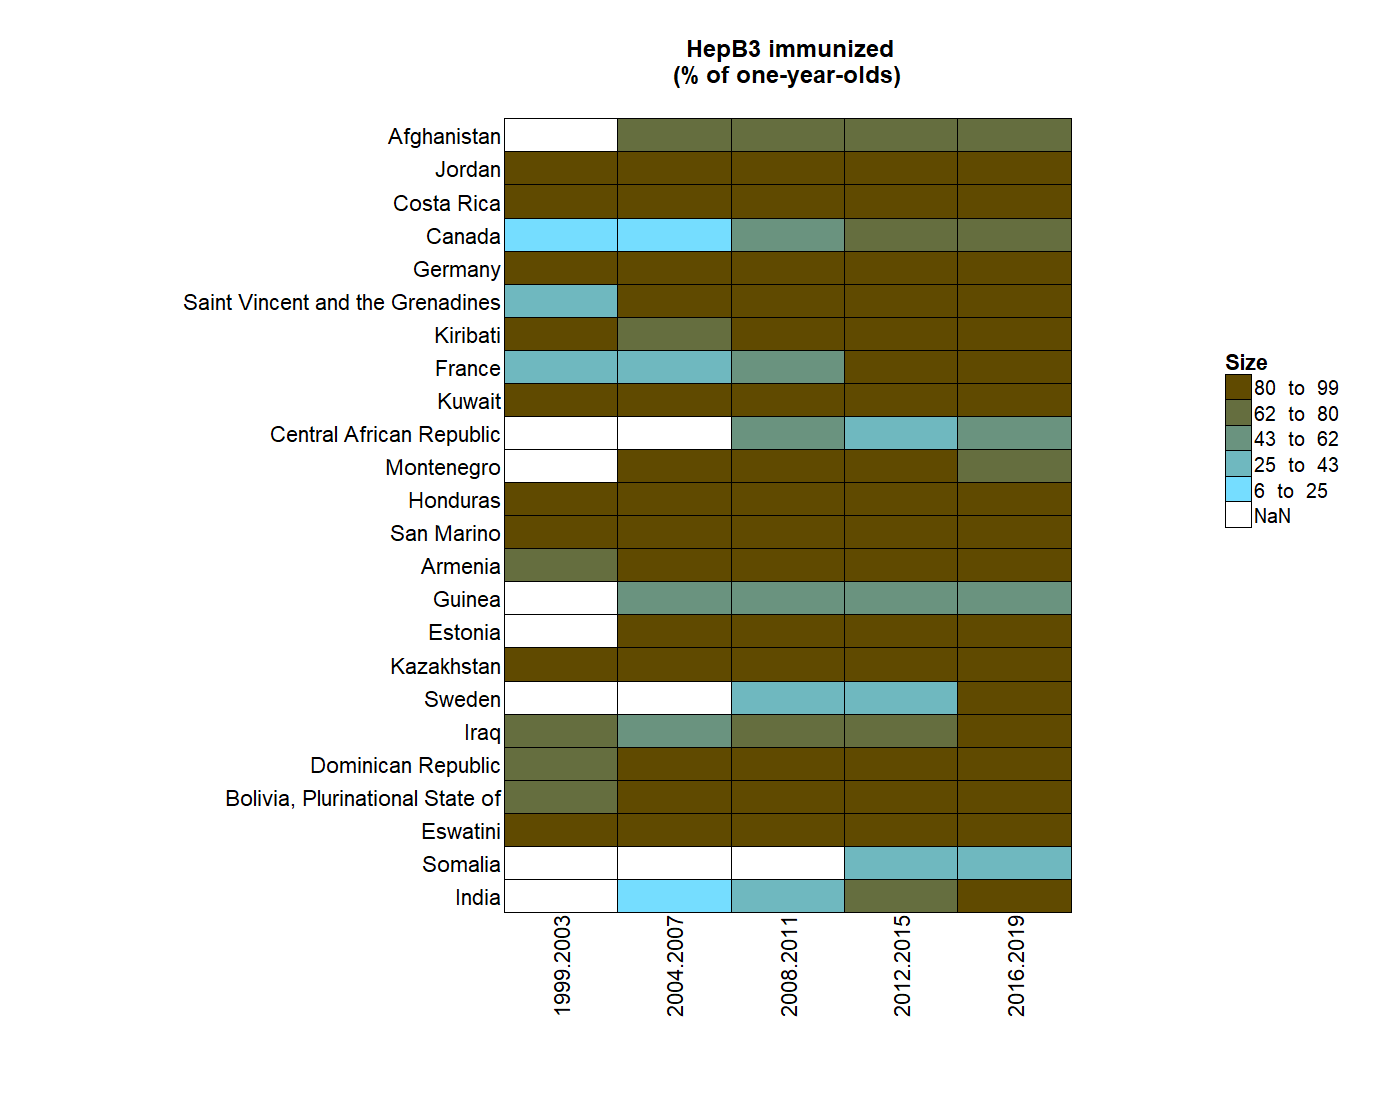 HepB3 immunized
(% of one-year-olds)
Afghanistan
Jordan
Costa Rica
Canada
Germany
Saint Vincent and the Grenadines
Kiribati
France
Kuwait
Central African Republic
Montenegro
Honduras
San Marino
Armenia
Guinea
Estonia
Kazakhstan
Sweden
Iraq
Dominican Republic
Bolivia, Plurinational State of
Eswatini
Somalia
India
1999.2003
2004.2007
2008.2011
2012.2015
2016.2019
Size
80 to 99
62 to 80
43 to 62
25 to 43
6 to 25
NaN